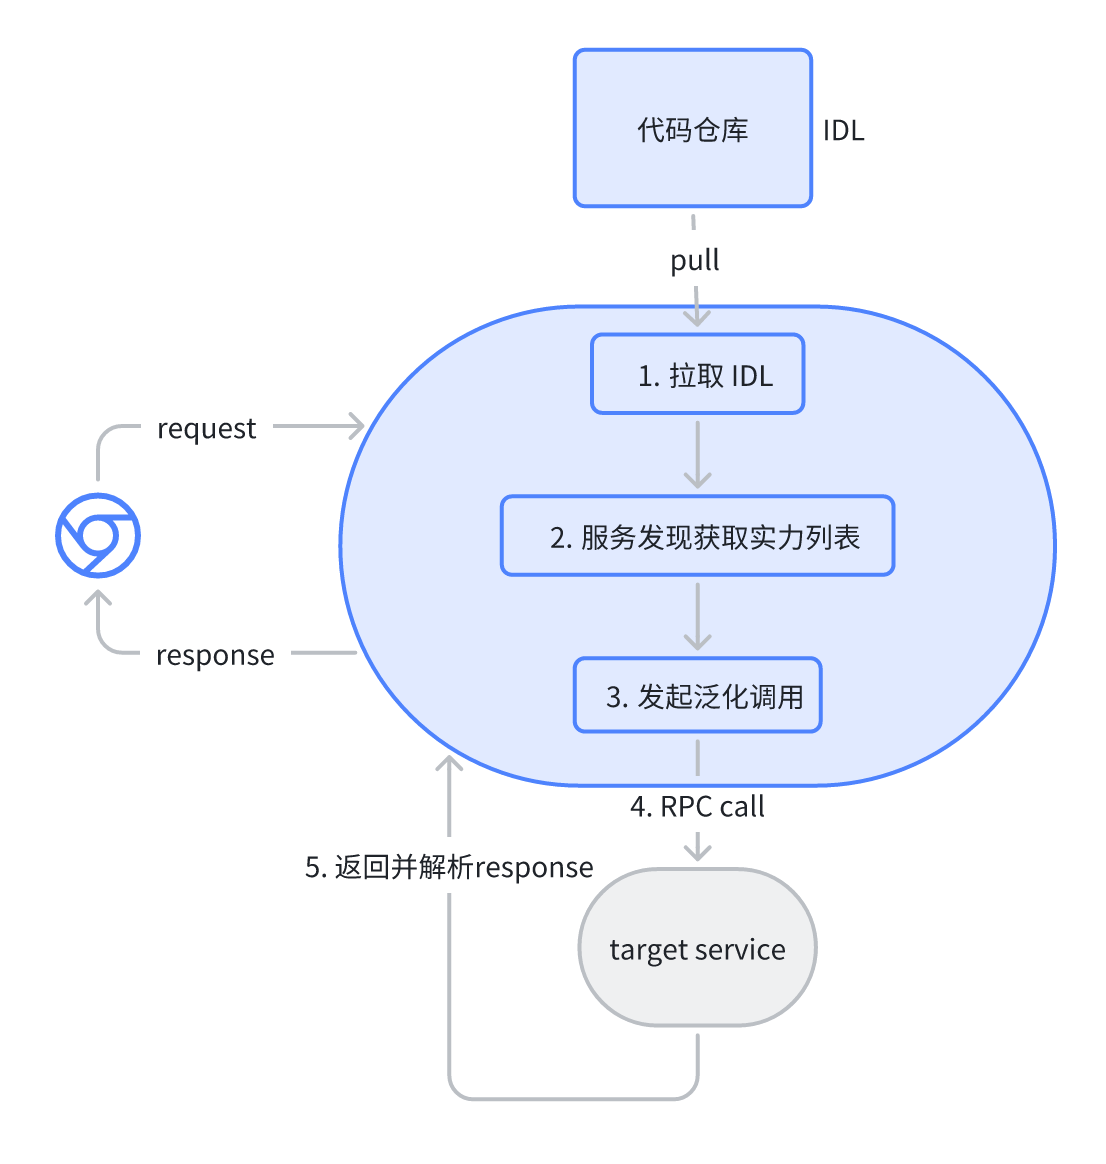 代码仓库
IDL
pull
1. 拉取 IDL
request
2. 服务发现获取实力列表
response
3. 发起泛化调用
4. RPC call
5. 返回并解析response
target service